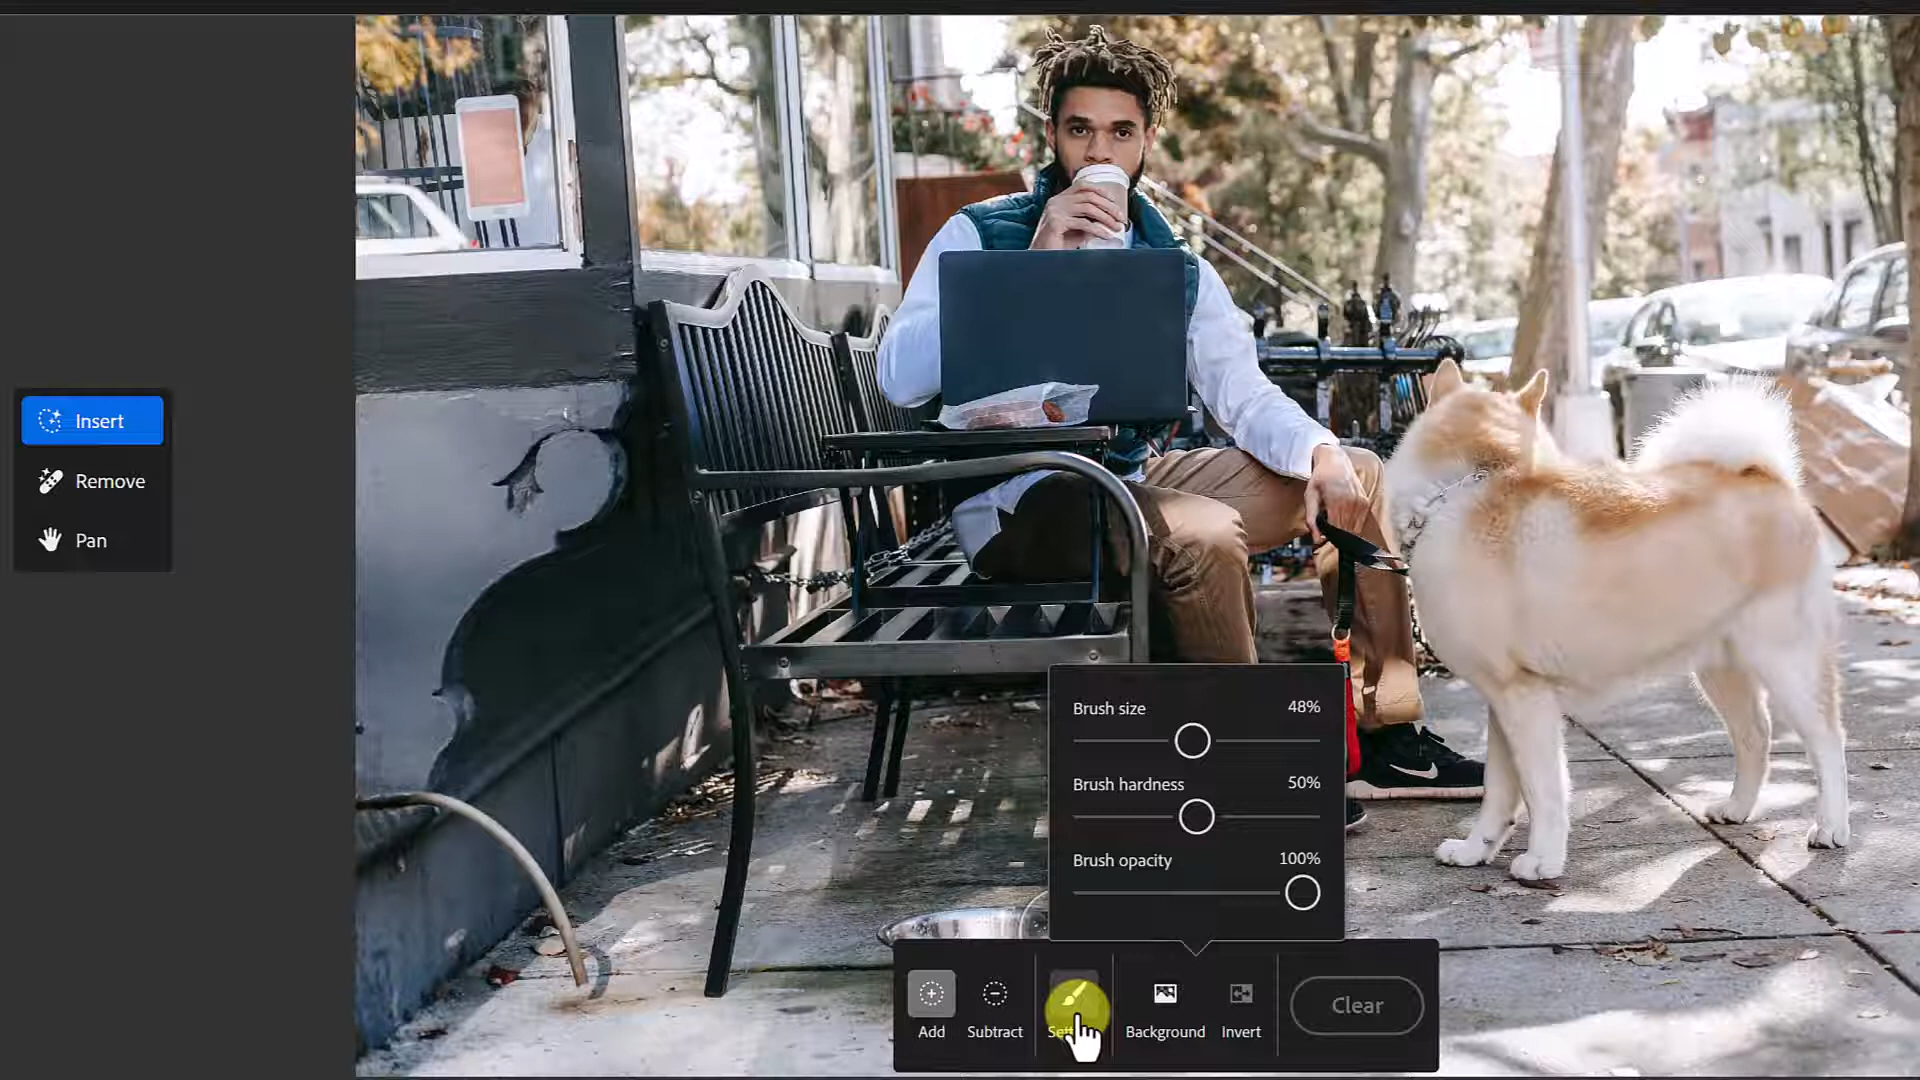 Insert
Remove
Pan
Brush size 48%
Brush hardness 50%
Brush opacity 100%
Add Subtract Background Invert Clear